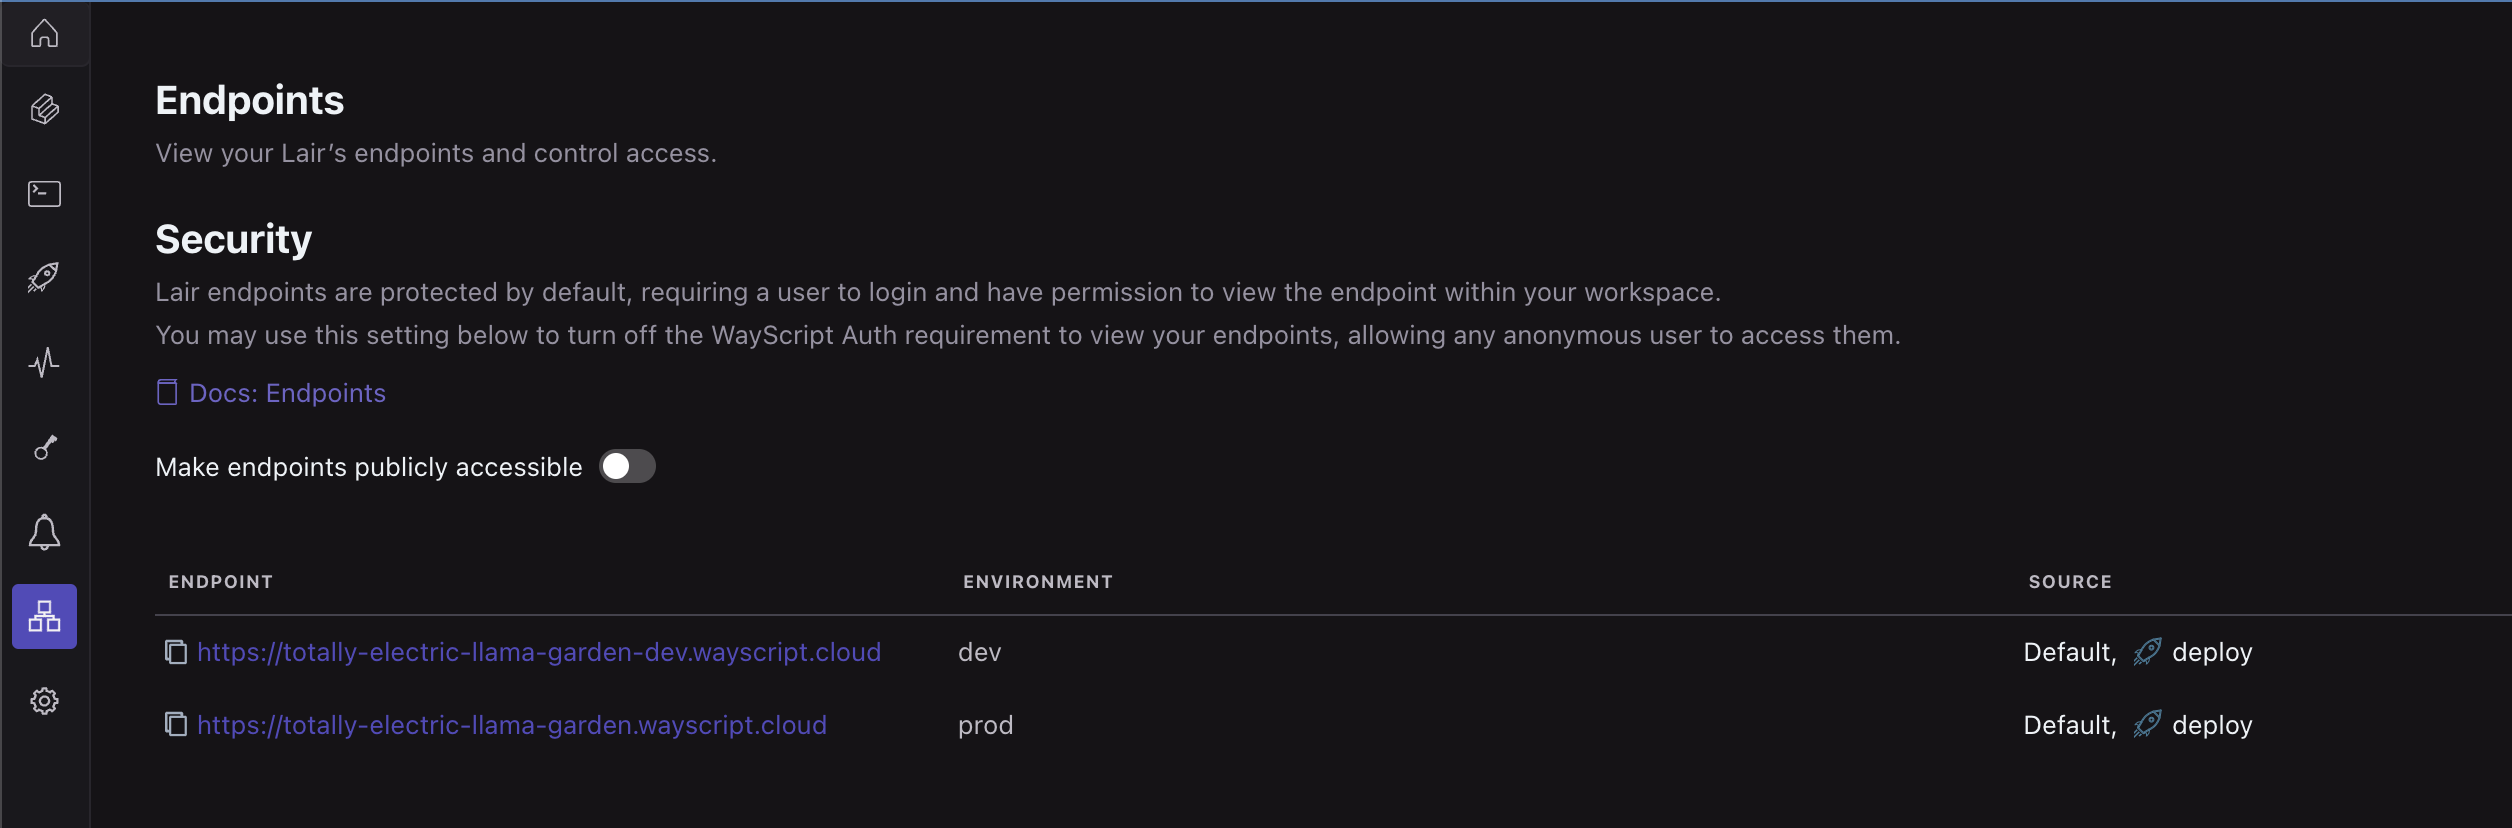 Endpoints
View your Lair’s endpoints and control access.
Security
Lair endpoints are protected by default, requiring a user to login and have permission to view the endpoint within your workspace.
You may use this setting below to turn off the WayScript Auth requirement to view your endpoints, allowing any anonymous user to access them.
Docs: Endpoints
Make endpoints publicly accessible
ENDPOINT ENVIRONMENT SOURCE
https://totally-electric-llama-garden-dev.wayscript.cloud dev Default, deploy
https://totally-electric-llama-garden.wayscript.cloud prod Default, deploy